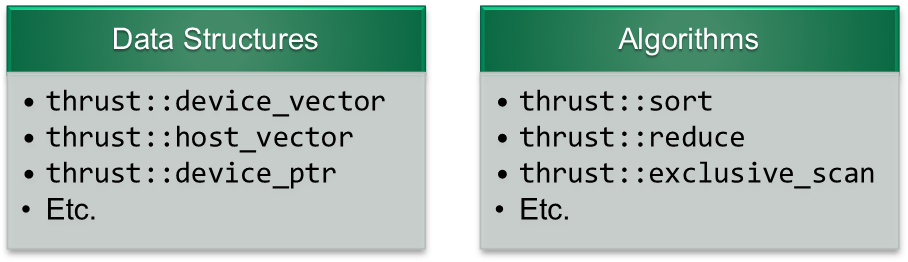 Data Structures
• thrust::device_vector
• thrust::host_vector
• thrust::device_ptr
• Etc.
Algorithms
• thrust::sort
• thrust::reduce
• thrust::exclusive_scan
• Etc.